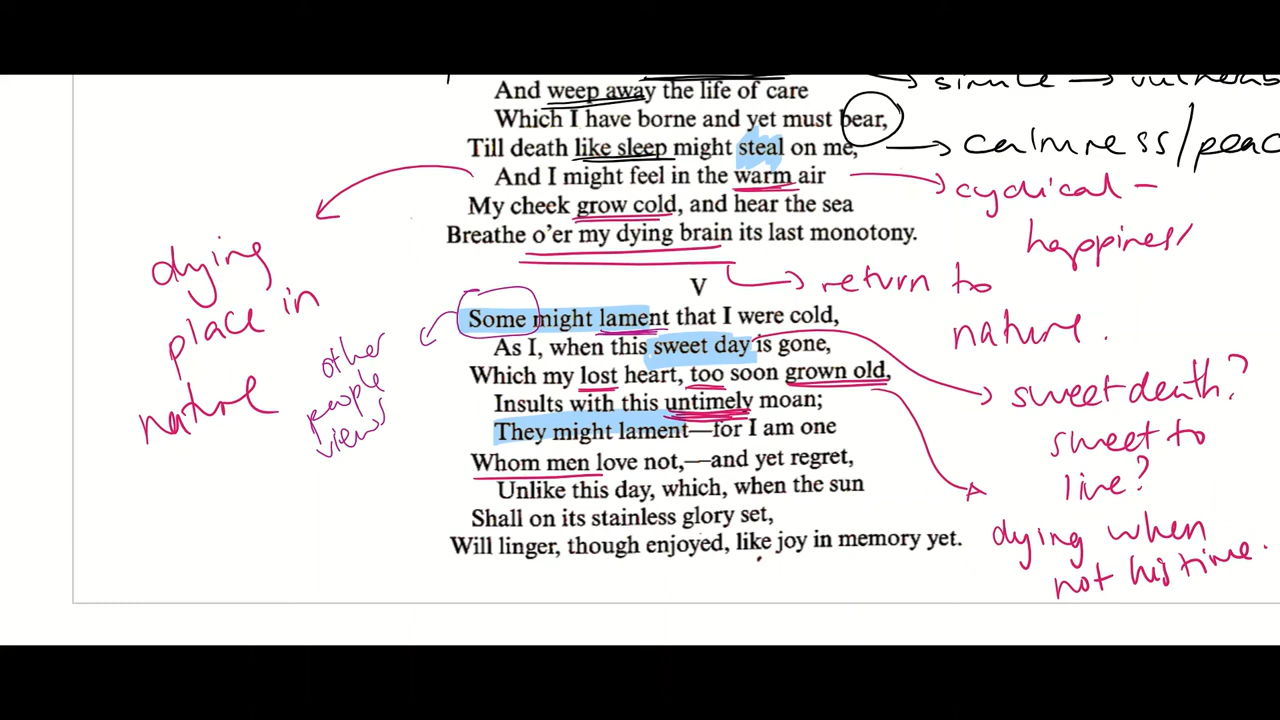 simile → vulnerab
And weep away the life of care
Which I have borne and yet must bear,
Till death like sleep might steal on me,
→ calmness/peac
And I might feel in the warm air
cyclical –
happiness/
My cheek grow cold, and hear the sea
Breathe o'er my dying brain its last monotony.
return to
nature.
dying
place in
nature
V
Some might lament that I were cold,
As I, when this sweet day is gone,
Which my lost heart, too soon grown old,
Insults with this untimely moan;
They might lament—for I am one
Whom men love not,—and yet regret,
Unlike this day, which, when the sun
Shall on its stainless glory set,
Will linger, though enjoyed, like joy in memory yet.
other
people
views
sweet death?
sweet to
live?
dying when
not his time.